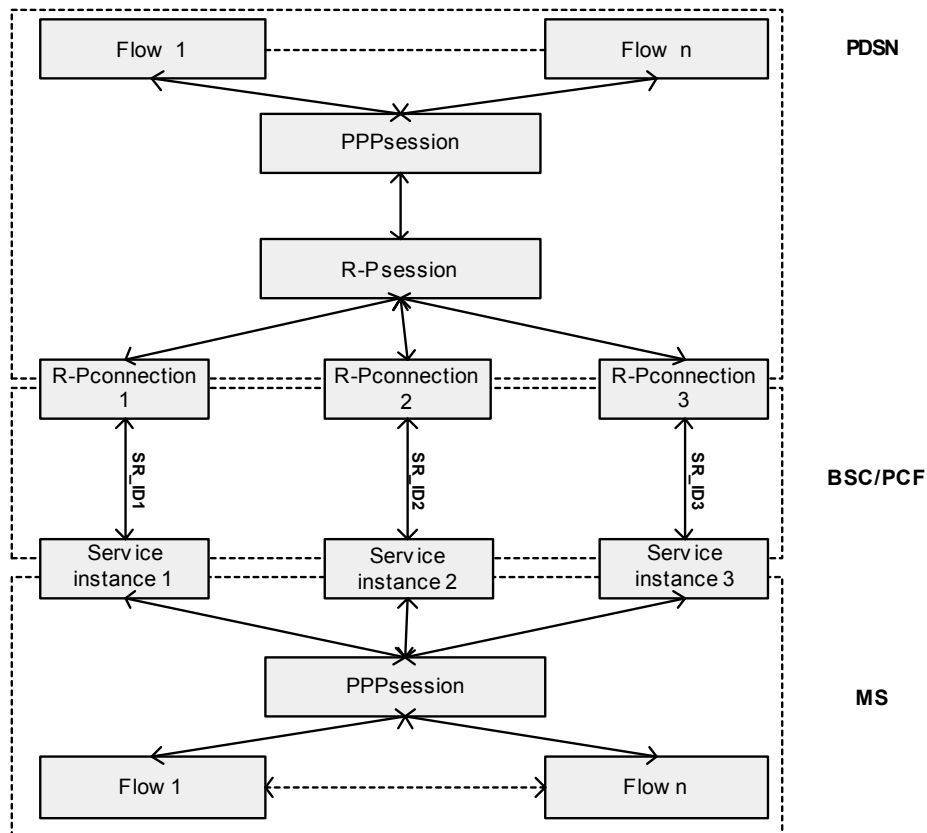 Flow 1
Flow n
PDSN
PPPsession
R-Psession
R-Pconnection
1
R-Pconnection
2
R-Pconnection
3
SR_ID1
SR_ID2
SR_ID3
BSC/PCF
Service
instance 1
Service
instance 2
Service
instance 3
PPPsession
MS
Flow 1
Flow n